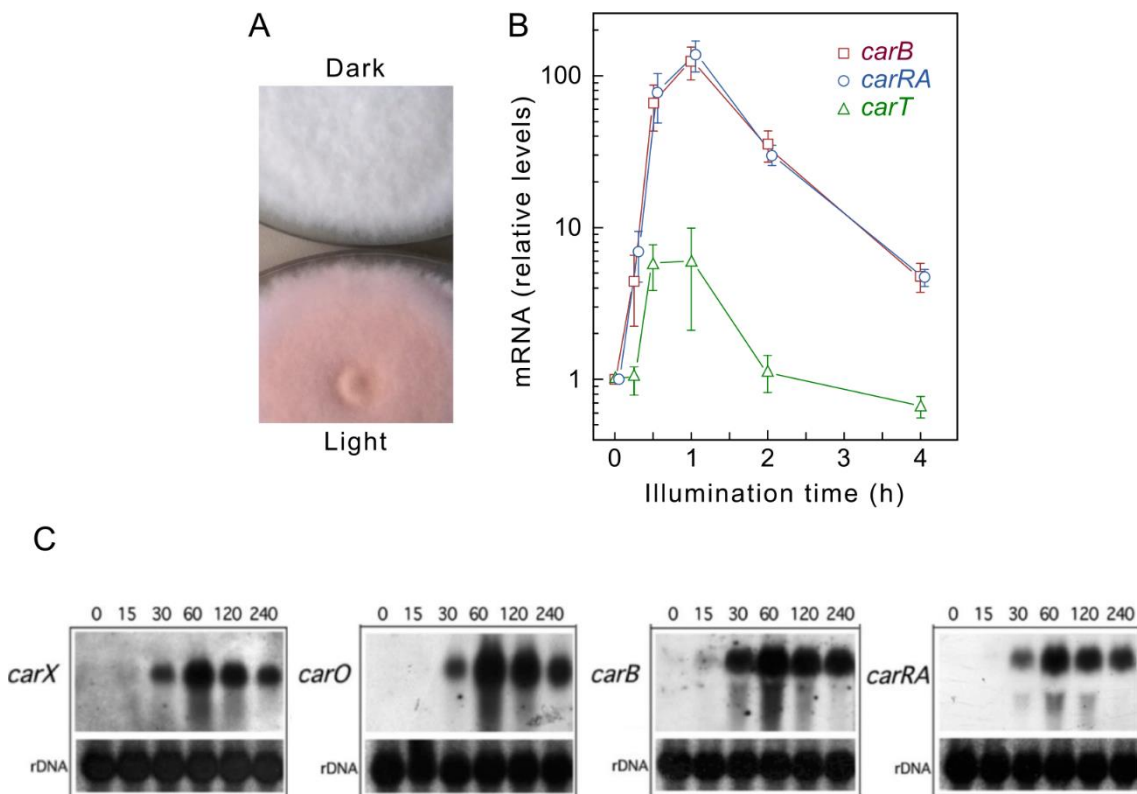 A
Dark
Light
B
mRNA (relative levels)
100
10
1
carB
carRA
carT
0 1 2 3 4
Illumination time (h)
C
0 15 30 60 120 240
carX
rDNA
0 15 30 60 120 240
carO
rDNA
0 15 30 60 120 240
carB
rDNA
0 15 30 60 120 240
carRA
rDNA